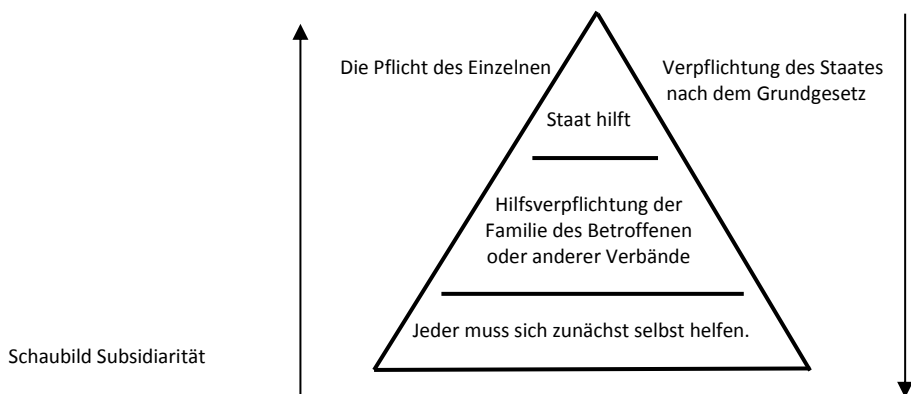 Die Pflicht des Einzelnen
Verpflichtung des Staates
nach dem Grundgesetz
Staat hilft
Hilfsverpflichtung der
Familie des Betroffenen
oder anderer Verbände
Jeder muss sich zunächst selbst helfen.
Schaubild Subsidiarität